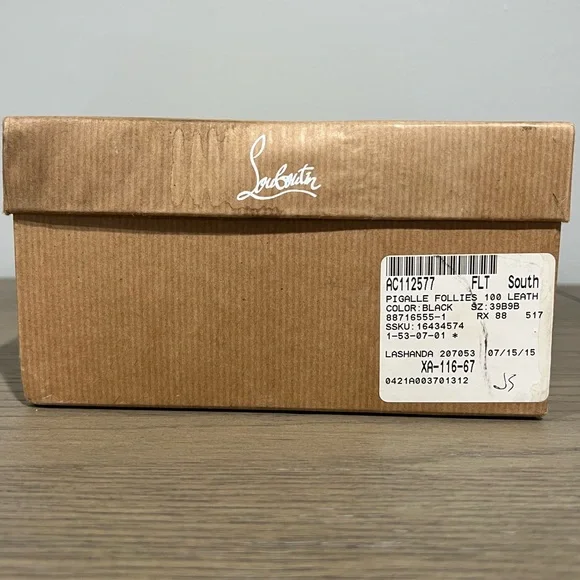 Louboutin
AC112577 FLT South
PIGALLE FOLLIES 100 LEATH
COLOR:BLACK SZ:39B9B
88716555-1 RX 88 517
SSKU:16434574
1-53-07-01 *
LASHANDA 207053 07/15/15
XA-116-67
0421A003701312
JS